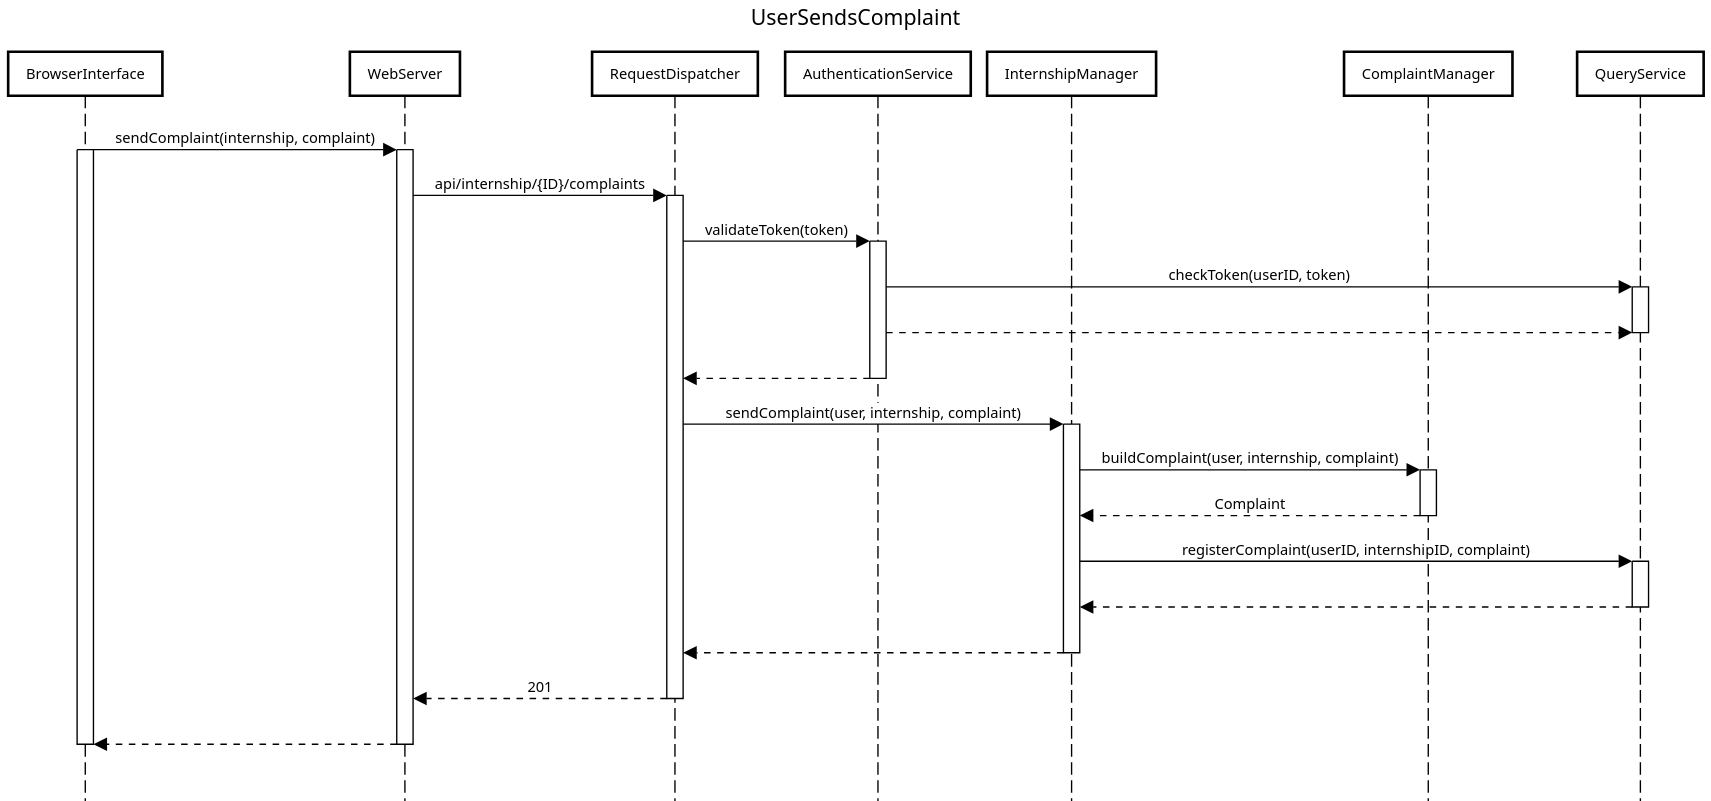 UserSendsComplaint
BrowserInterface
WebServer
RequestDispatcher
AuthenticationService
InternshipManager
ComplaintManager
QueryService
sendComplaint(internship, complaint)
api/internship/{ID}/complaints
validateToken(token)
checkToken(userID, token)
sendComplaint(user, internship, complaint)
buildComplaint(user, internship, complaint)
Complaint
registerComplaint(userID, internshipID, complaint)
201